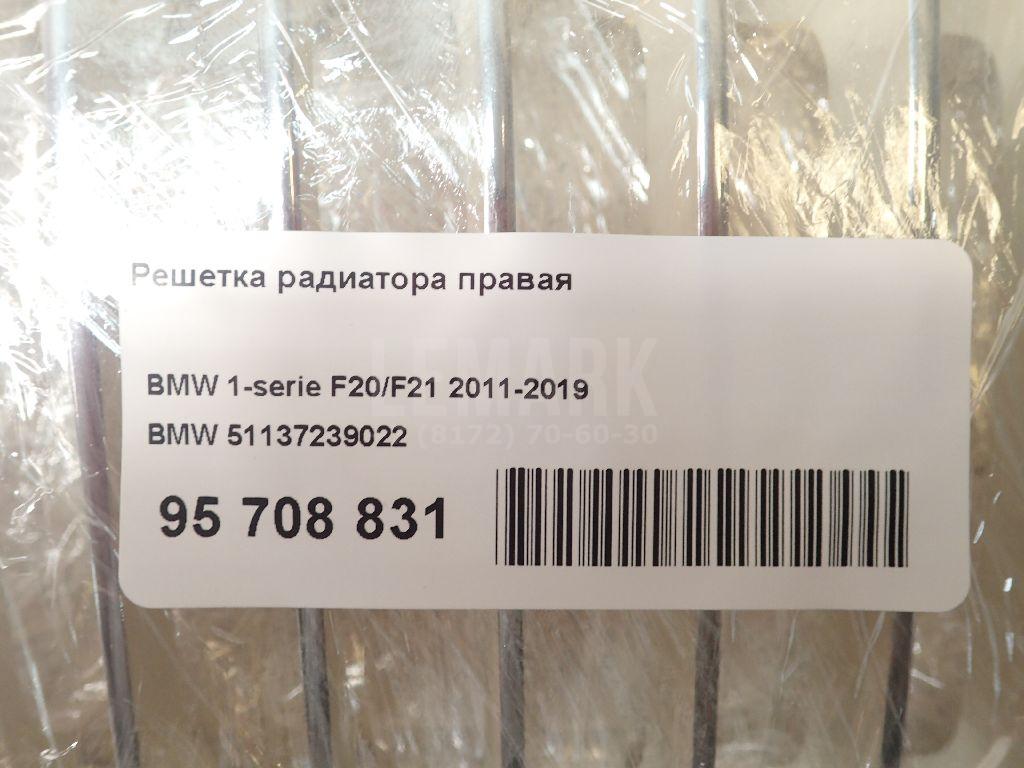 Решетка радиатора правая
LEMARK
BMW 1-serie F20/F21 2011-2019
BMW 51137239022
(8172) 70-60-30
95 708 831